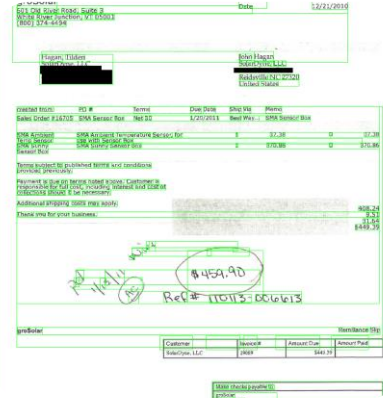 groSolar
601 Old River Road, Suite 3
White River Junction, VT 05001
(800) 374-4494
Date 12/21/2010
Hagan, Tilden
SolarDyne, LLC
John Hagan
SolarDyne, LLC
Reidsville NC 27320
United States
Created from: PO # Terms Due Date Ship Via Memo
Sales Order #16705 SMA Sensor Box Net 30 1/20/2011 Best Way... SMA Sensor Box
SMA Ambient Temp Sensor SMA Ambient Temperature Sensor for use with Sensor Box 37.38 0 37.38
SMA Sunny Sensor Box SMA Sunny Sensor Box 370.86 0 370.86
Terms subject to published terms and conditions
provided previously.
Payment is due on terms noted above. Customer is
responsible for full cost, including interest and cost of
collections should it be necessary.
Additional shipping costs may apply.
Thank you for your business.
408.24
9.51
31.64
$449.39
$459.90
Ref# 110113-006613
groSolar Remittance Slip
Customer Invoice# Amount Due Amount Paid
SolarDyne, LLC
Make checks payable to
groSolar